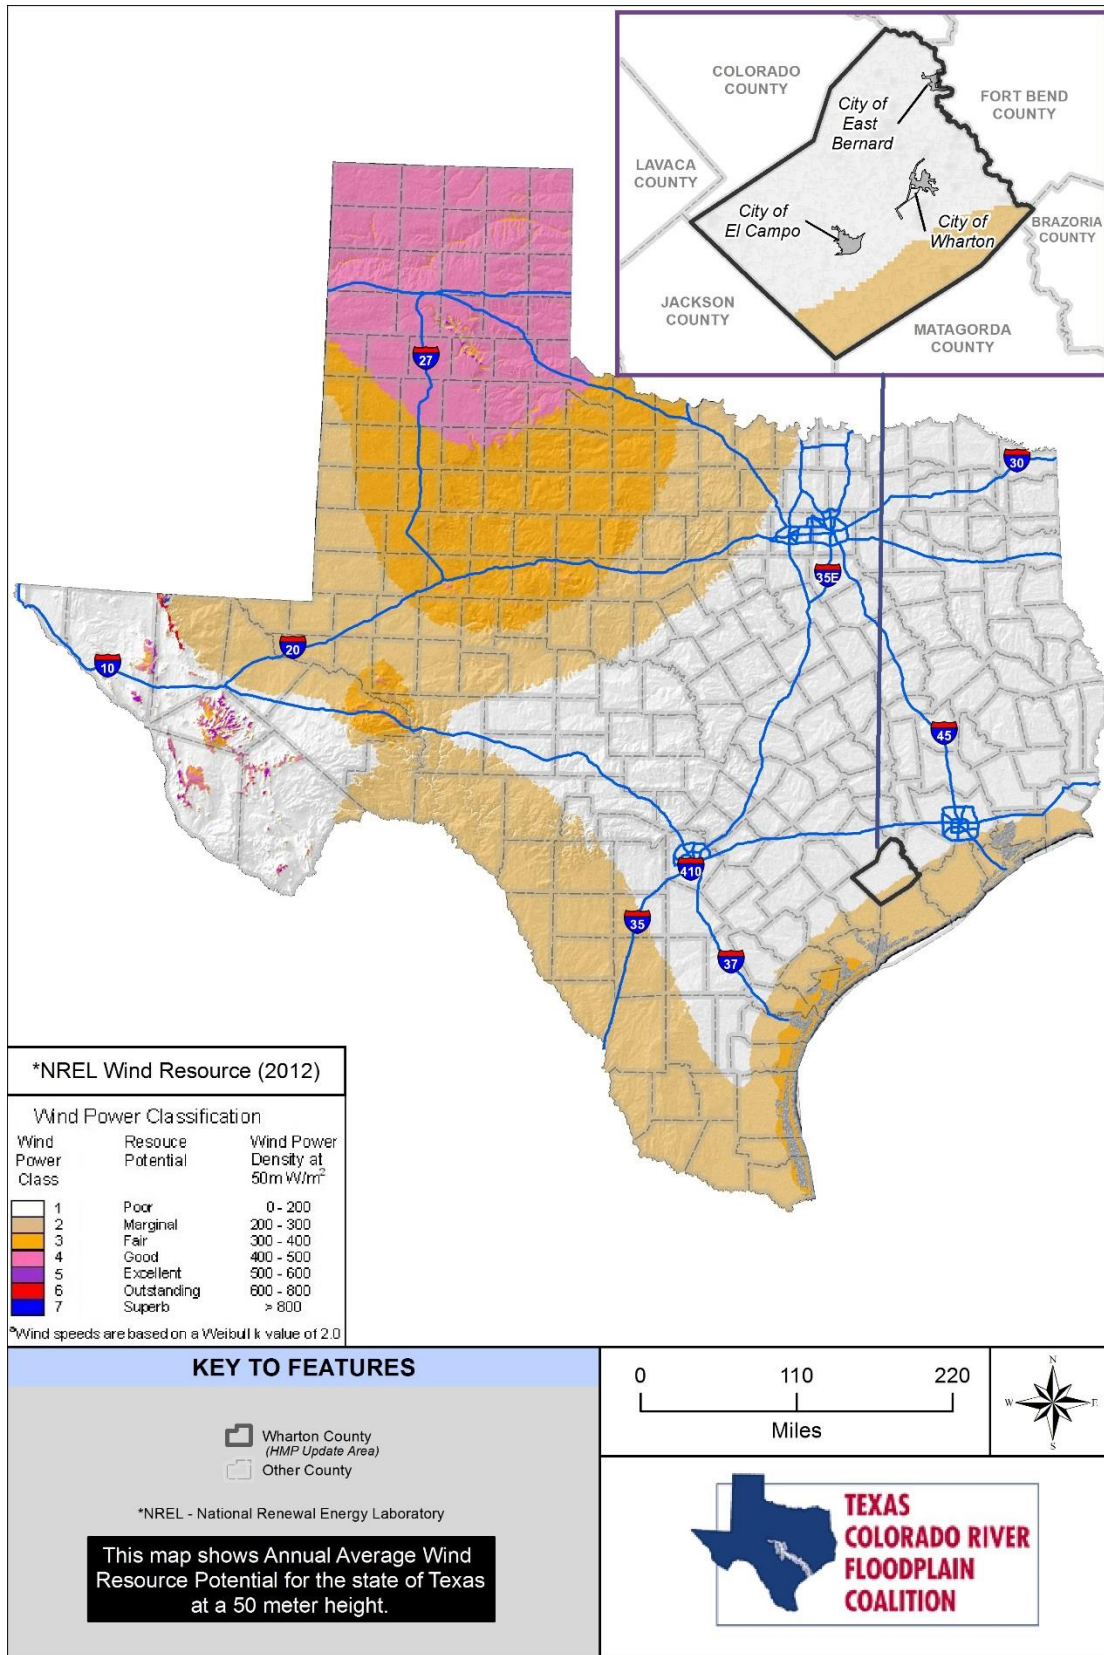 COLORADO
COUNTY
FORT BEND
COUNTY
City of
East
Bernard
LAVACA
COUNTY
City of
El Campo
City of
Wharton
BRAZORIA
COUNTY
JACKSON
COUNTY
MATAGORDA
COUNTY
27
30
35E
20
10
45
410
35
37
*NREL Wind Resource (2012)
Wind Power Classification
Wind Power Class
Resouce Potential
Wind Power Density at 50m W/m²
1 Poor 0 - 200
2 Marginal 200 - 300
3 Fair 300 - 400
4 Good 400 - 500
5 Excellent 500 - 600
6 Outstanding 600 - 800
7 Superb > 800
ᵃWind speeds are based on a Weibull k value of 2.0
KEY TO FEATURES
Wharton County
(HMP Update Area)
Other County
*NREL - National Renewal Energy Laboratory
This map shows Annual Average Wind
Resource Potential for the state of Texas
at a 50 meter height.
0 110 220
Miles
N
W E
S
TEXAS
COLORADO RIVER
FLOODPLAIN
COALITION